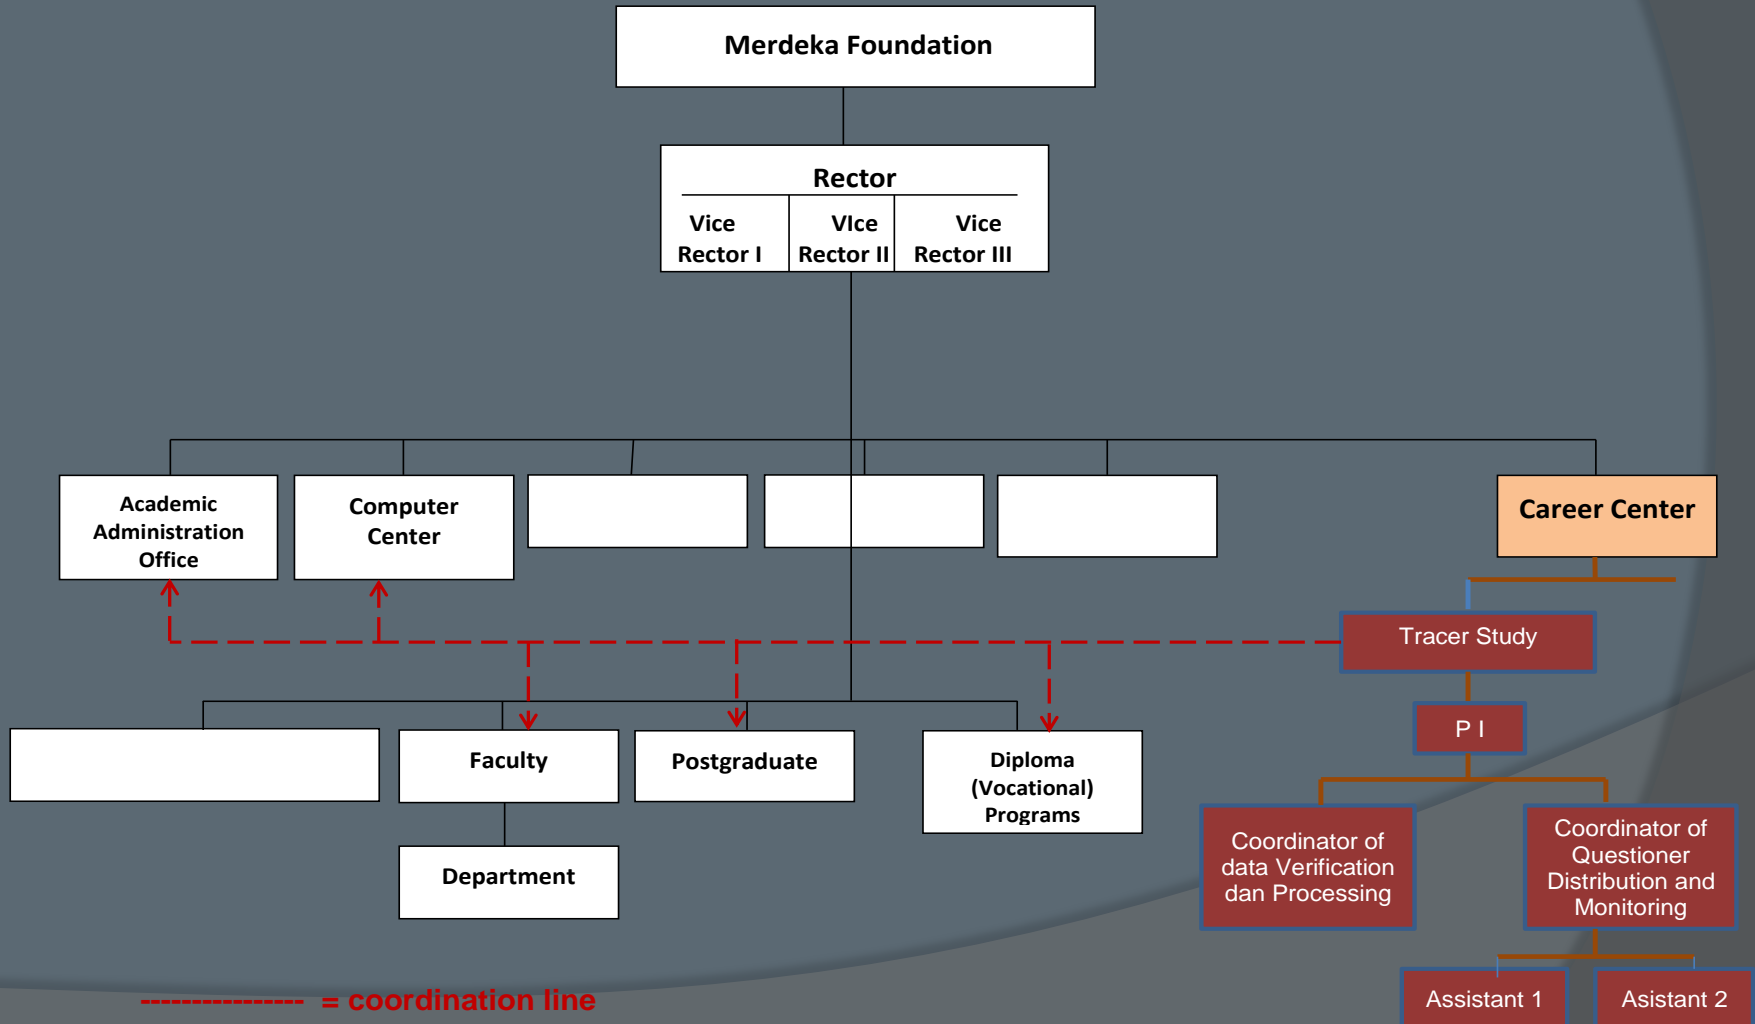 Merdeka Foundation
Rector
Vice
Rector I
VIce
Rector II
Vice
Rector III
Academic
Administration
Office
Computer
Center
Career Center
Tracer Study
P I
Faculty
Postgraduate
Diploma
(Vocational)
Programs
Department
Coordinator of
data Verification
dan Processing
Coordinator of
Questioner
Distribution and
Monitoring
Assistant 1
Asistant 2
---------------- = coordination line